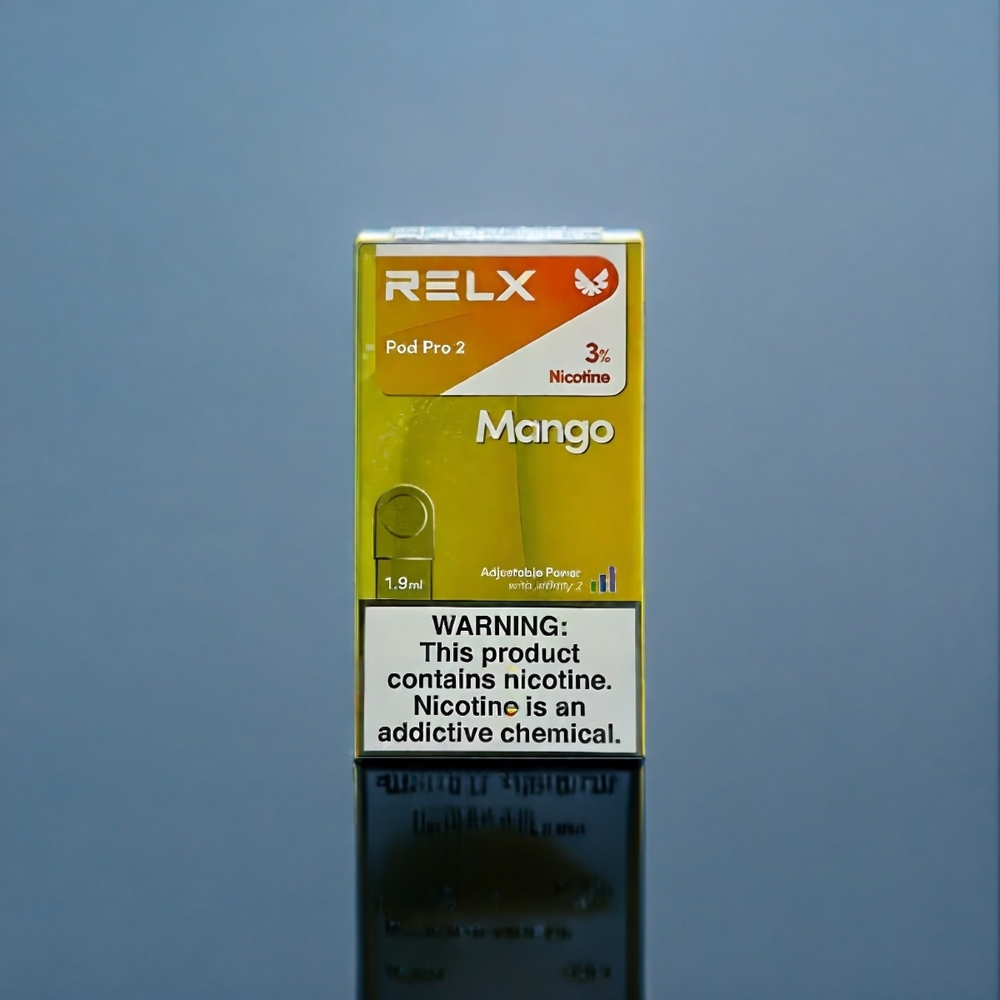 RELX
Pod Pro 2
3%
Nicotine
Mango
1.9ml
Adjustable Power
WARNING:
This product
contains nicotine.
Nicotine is an
addictive chemical.